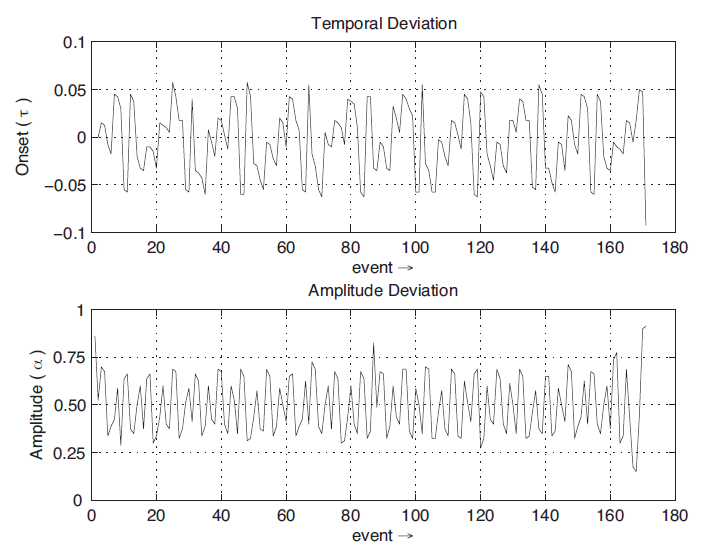 Temporal Deviation
0.1
0.05
0
−0.05
−0.1
Onset ( τ )
0 20 40 60 80 100 120 140 160 180
event →
Amplitude Deviation
1
0.75
0.50
0.25
0
Amplitude ( α )
0 20 40 60 80 100 120 140 160 180
event →